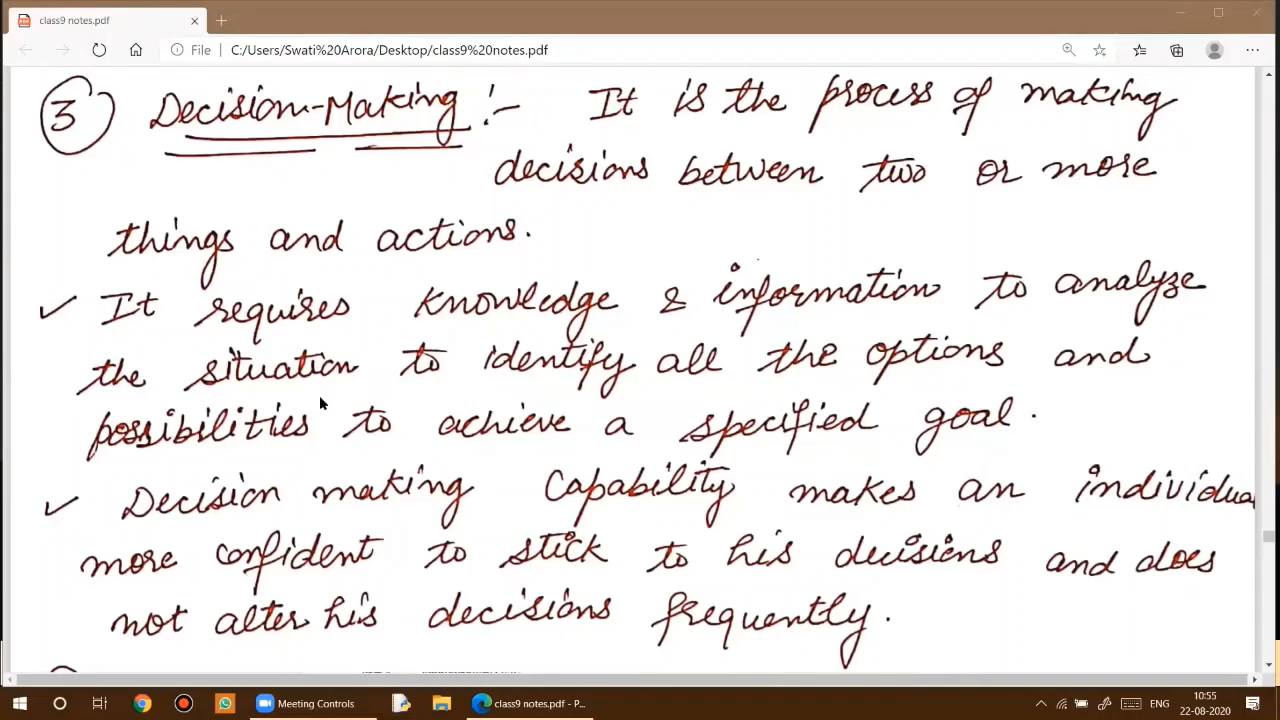 class9 notes.pdf
File C:/Users/Swati%20Arora/Desktop/class9%20notes.pdf
3 Decision-Making :- It is the process of making
decisions between two or more
things and actions.
✓ It requires knowledge & information to analyze
the situation to identify all the options and
possibilities to achieve a specified goal.
✓ Decision making Capability makes an individual
more confident to stick to his decisions and does
not alter his decisions frequently.
Meeting Controls
class9 notes.pdf - P...
ENG
10:55
22-08-2020